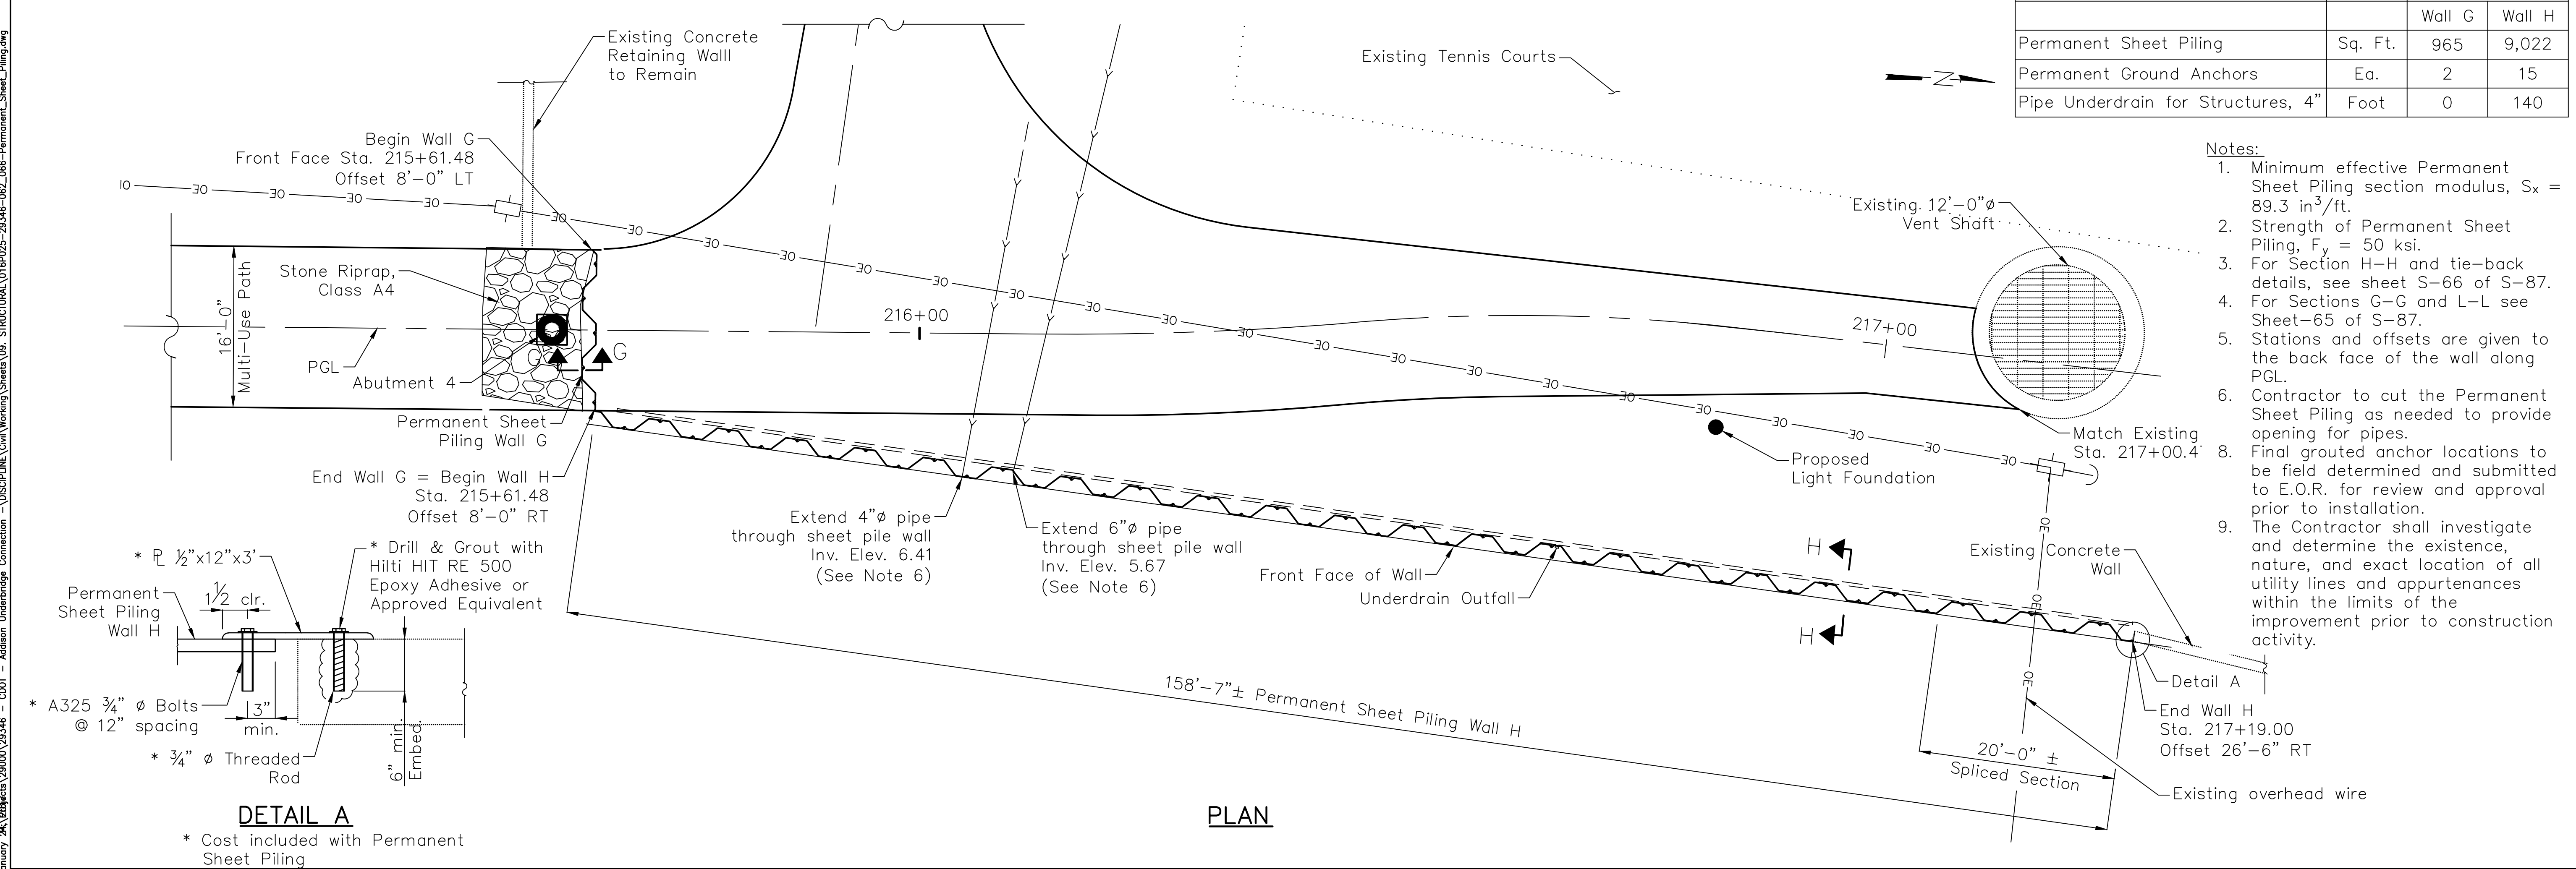 Wall G Wall H
Permanent Sheet Piling Sq. Ft. 965 9,022
Permanent Ground Anchors Ea. 2 15
Pipe Underdrain for Structures, 4" Foot 0 140
Existing Concrete
Retaining Walll
to Remain
Existing Tennis Courts
N
Begin Wall G
Front Face Sta. 215+61.48
Offset 8'-0" LT
Stone Riprap,
Class A4
16'-0"
Multi-Use Path
PGL
Abutment 4
G
G
216+00
217+00
Existing 12'-0"ø
Vent Shaft
Permanent Sheet
Piling Wall G
End Wall G = Begin Wall H
Sta. 215+61.48
Offset 8'-0" RT
Extend 4"ø pipe
through sheet pile wall
Inv. Elev. 6.41
(See Note 6)
Extend 6"ø pipe
through sheet pile wall
Inv. Elev. 5.67
(See Note 6)
Front Face of Wall
Underdrain Outfall
H
H
Proposed
Light Foundation
Match Existing
Sta. 217+00.4
Existing Concrete
Wall
Detail A
End Wall H
Sta. 217+19.00
Offset 26'-6" RT
20'-0" ±
Spliced Section
Existing overhead wire
158'-7"± Permanent Sheet Piling Wall H
Notes:
1. Minimum effective Permanent
Sheet Piling section modulus, Sₓ =
89.3 in³/ft.
2. Strength of Permanent Sheet
Piling, Fy = 50 ksi.
3. For Section H-H and tie-back
details, see sheet S-66 of S-87.
4. For Sections G-G and L-L see
Sheet-65 of S-87.
5. Stations and offsets are given to
the back face of the wall along
PGL.
6. Contractor to cut the Permanent
Sheet Piling as needed to provide
opening for pipes.
8. Final grouted anchor locations to
be field determined and submitted
to E.O.R. for review and approval
prior to installation.
9. The Contractor shall investigate
and determine the existence,
nature, and exact location of all
utility lines and appurtenances
within the limits of the
improvement prior to construction
activity.
* ℄ ½"x12"x3'
* Drill & Grout with
Hilti HIT RE 500
Epoxy Adhesive or
Approved Equivalent
Permanent
Sheet Piling
Wall H
1½ clr.
* A325 ¾" ø Bolts
@ 12" spacing
3"
min.
* ¾" ø Threaded
Rod
6" min.
Embed.
DETAIL A
* Cost included with Permanent
Sheet Piling
PLAN